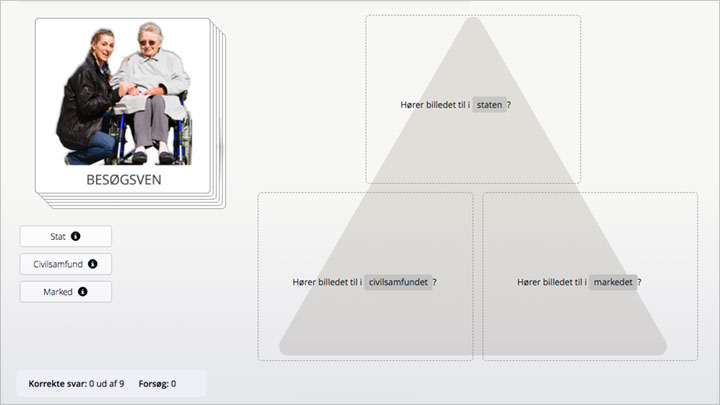 BESØGSVEN
Stat
Civilsamfund
Marked
Korrekte svar: 0 ud af 9 Forsøg: 0
Hører billedet til i staten ?
Hører billedet til i civilsamfundet ?
Hører billedet til i markedet ?